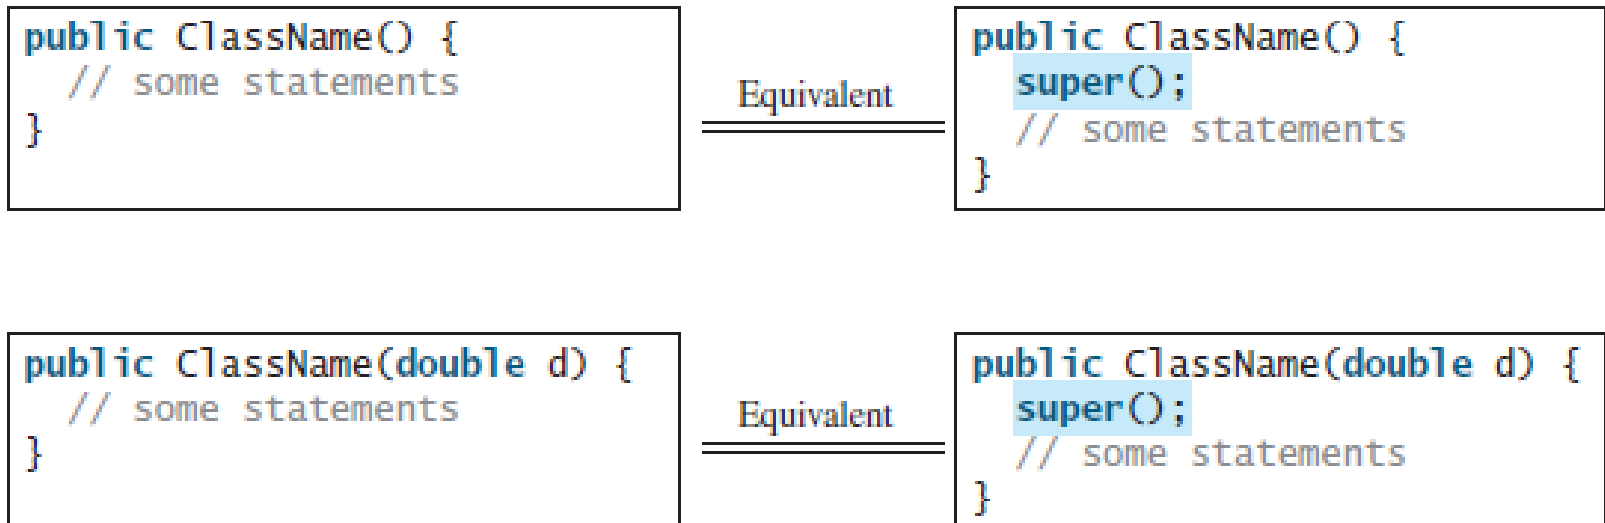 public ClassName() {
// some statements
}
Equivalent
public ClassName() {
super();
// some statements
}
public ClassName(double d) {
// some statements
}
Equivalent
public ClassName(double d) {
super();
// some statements
}